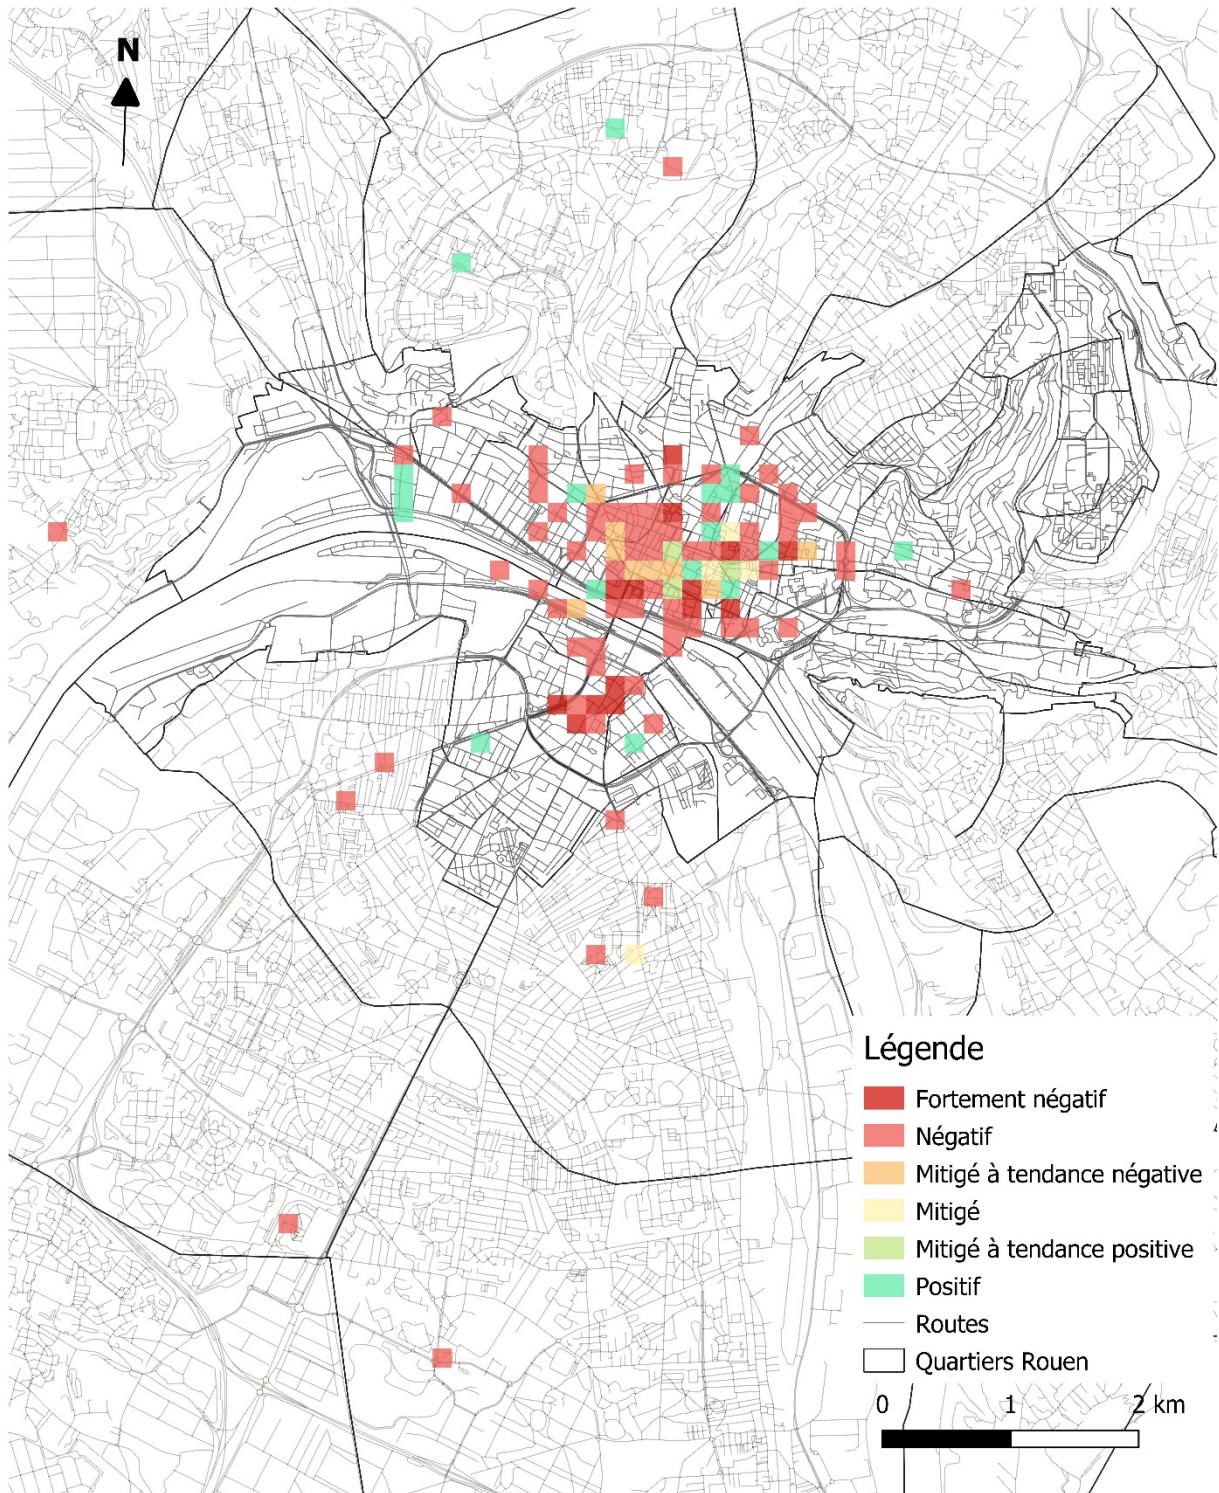 N
Légende
Fortement négatif
Négatif
Mitigé à tendance négative
Mitigé
Mitigé à tendance positive
Positif
Routes
Quartiers Rouen
0 1 2 km